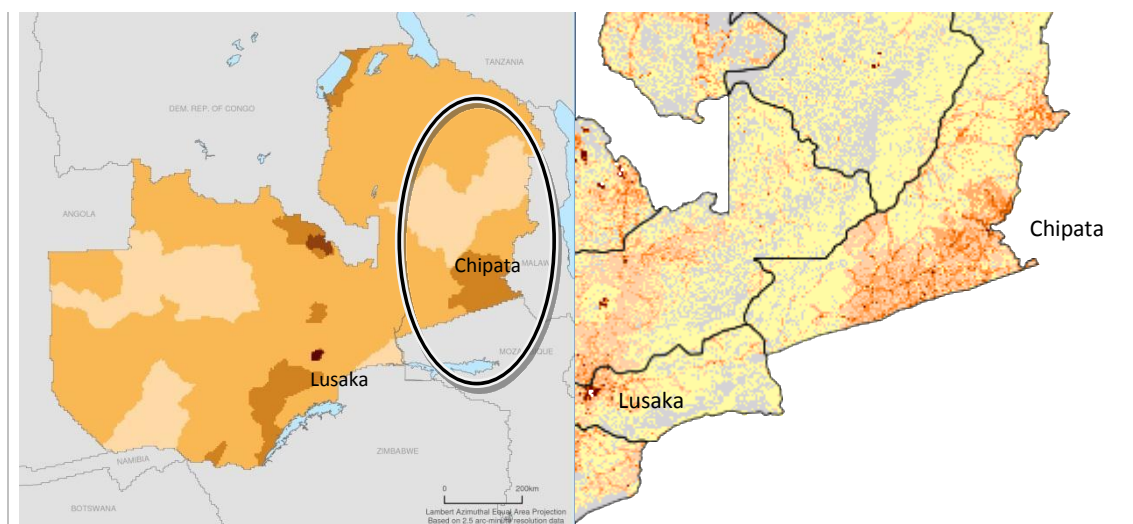 TANZANIA
DEM. REP. OF CONGO
ANGOLA
Chipata
MALAWI
MOZAMBIQUE
Lusaka
ZIMBABWE
NAMIBIA
BOTSWANA
0 200km
Lambert Azimuthal Equal Area Projection
Based on 2.5 arc-minute resolution data
Chipata
Lusaka